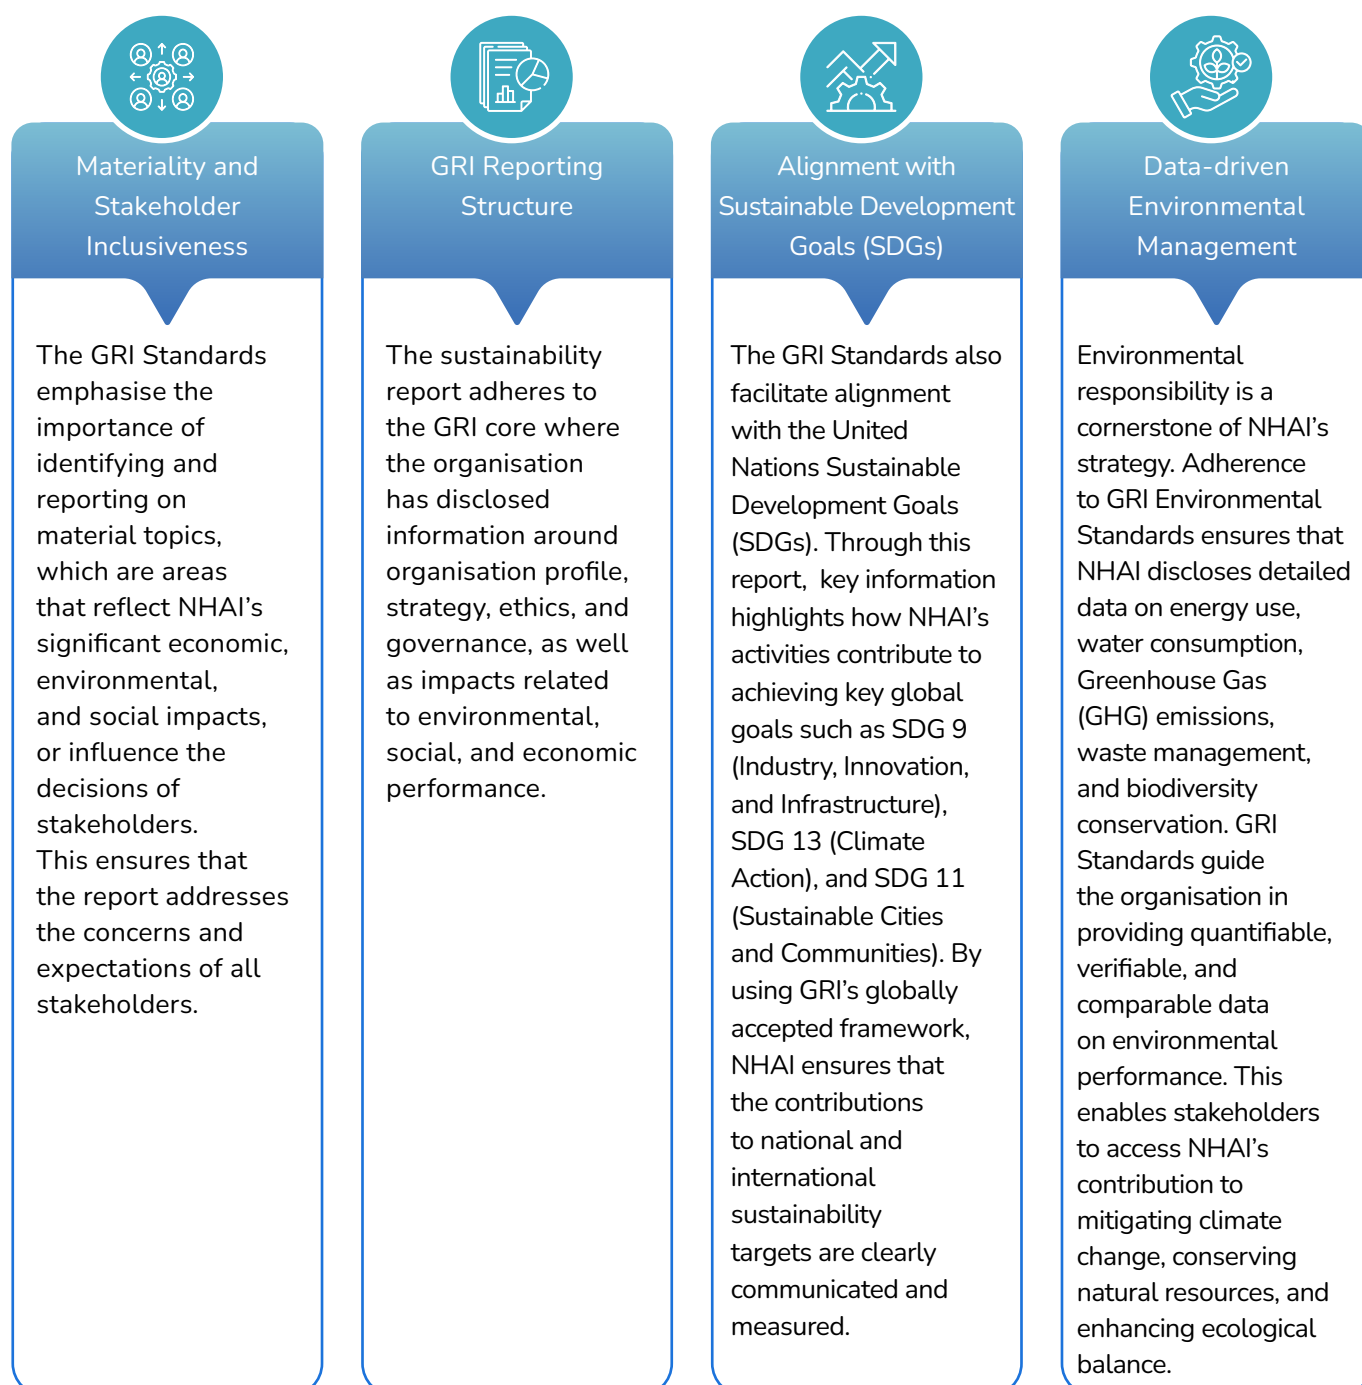 Materiality and
Stakeholder
Inclusiveness
The GRI Standards
emphasise the
importance of
identifying and
reporting on
material topics,
which are areas
that reflect NHAI’s
significant economic,
environmental,
and social impacts,
or influence the
decisions of
stakeholders.
This ensures that
the report addresses
the concerns and
expectations of all
stakeholders.
GRI Reporting
Structure
The sustainability
report adheres to
the GRI core where
the organisation
has disclosed
information around
organisation profile,
strategy, ethics, and
governance, as well
as impacts related
to environmental,
social, and economic
performance.
Alignment with
Sustainable Development
Goals (SDGs)
The GRI Standards also
facilitate alignment
with the United
Nations Sustainable
Development Goals
(SDGs). Through this
report,  key information
highlights how NHAI’s
activities contribute to
achieving key global
goals such as SDG 9
(Industry, Innovation,
and Infrastructure),
SDG 13 (Climate
Action), and SDG 11
(Sustainable Cities
and Communities). By
using GRI’s globally
accepted framework,
NHAI ensures that
the contributions
to national and
international
sustainability
targets are clearly
communicated and
measured.
Data-driven
Environmental
Management
Environmental
responsibility is a
cornerstone of NHAI’s
strategy. Adherence
to GRI Environmental
Standards ensures that
NHAI discloses detailed
data on energy use,
water consumption,
Greenhouse Gas
(GHG) emissions,
waste management,
and biodiversity
conservation. GRI
Standards guide
the organisation in
providing quantifiable,
verifiable, and
comparable data
on environmental
performance. This
enables stakeholders
to access NHAI’s
contribution to
mitigating climate
change, conserving
natural resources, and
enhancing ecological
balance.